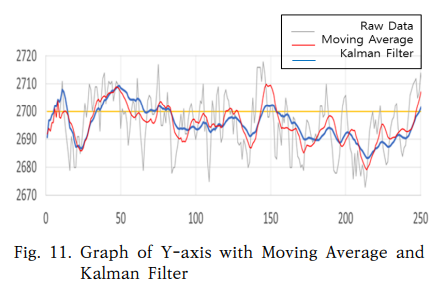 Raw Data
Moving Average
Kalman Filter
2720
2710
2700
2690
2680
2670
0 50 100 150 200 250
Fig. 11. Graph of Y-axis with Moving Average and
Kalman Filter